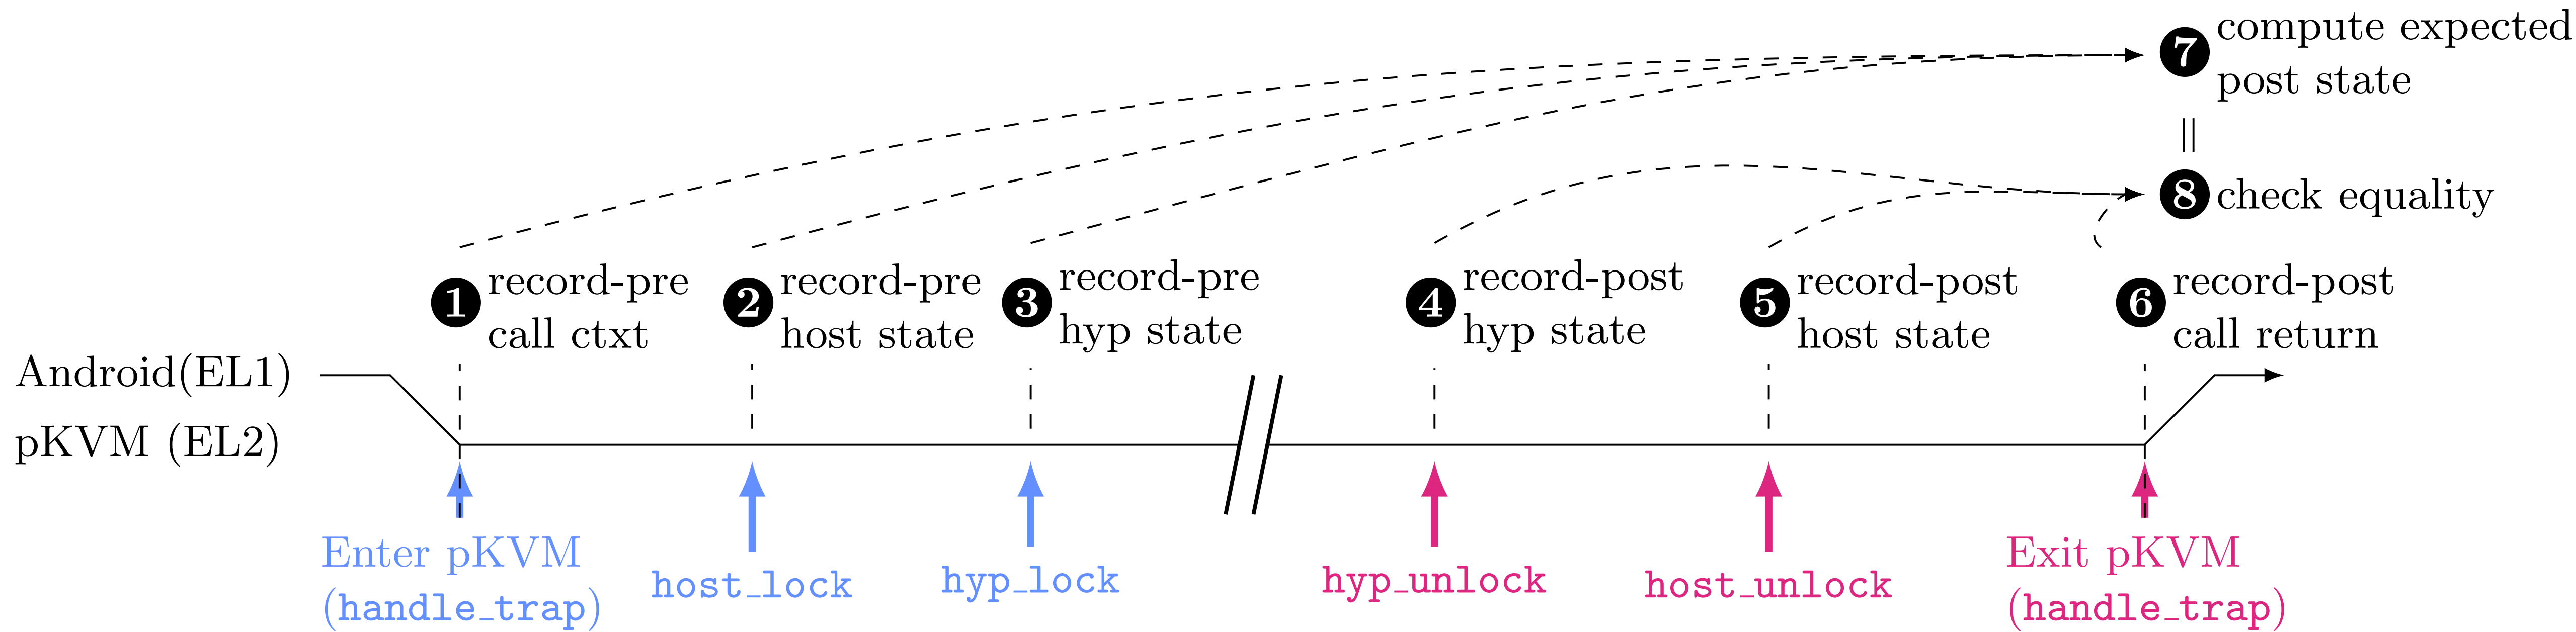 7 compute expected
post state
||
8 check equality
1 record-pre
call ctxt
2 record-pre
host state
3 record-pre
hyp state
4 record-post
hyp state
5 record-post
host state
6 record-post
call return
Android(EL1)
pKVM (EL2)
Enter pKVM
(handle_trap)
host_lock
hyp_lock
hyp_unlock
host_unlock
Exit pKVM
(handle_trap)